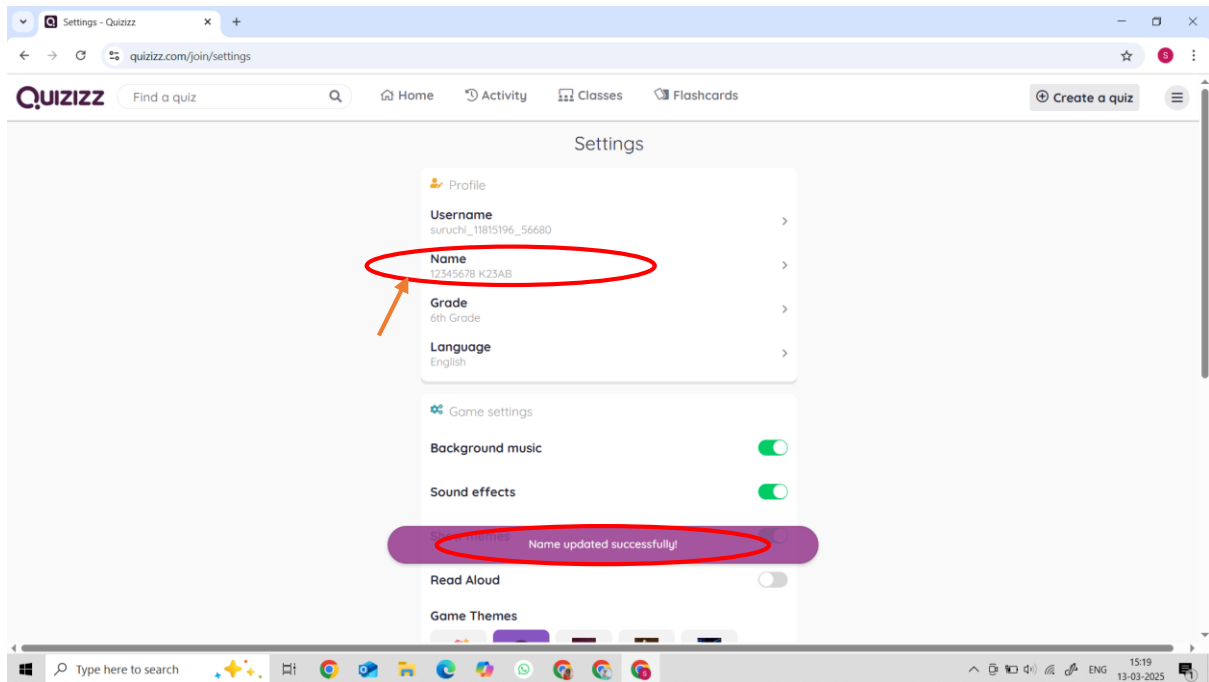 Settings - Quizizz
quizizz.com/join/settings
S
QUIZIZZ
Find a quiz
Home
Activity
Classes
Flashcards
Create a quiz
Settings
Profile
Username
suruchi_11815196_56680
Name
12345678 K23AB
Grade
6th Grade
Language
English
Game settings
Background music
Sound effects
Show themes
Name updated successfully!
Read Aloud
Game Themes
Type here to search
ENG
15:19
13-03-2025